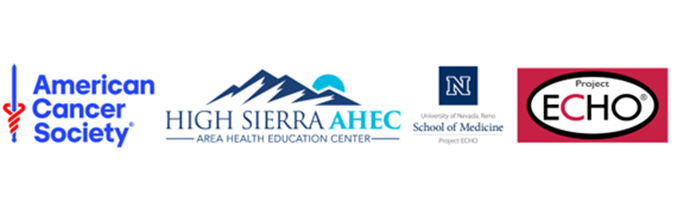 American
Cancer
Society®
HIGH SIERRA AHEC
AREA HEALTH EDUCATION CENTER
N
University of Nevada, Reno
School of Medicine
Project ECHO
Project
ECHO®